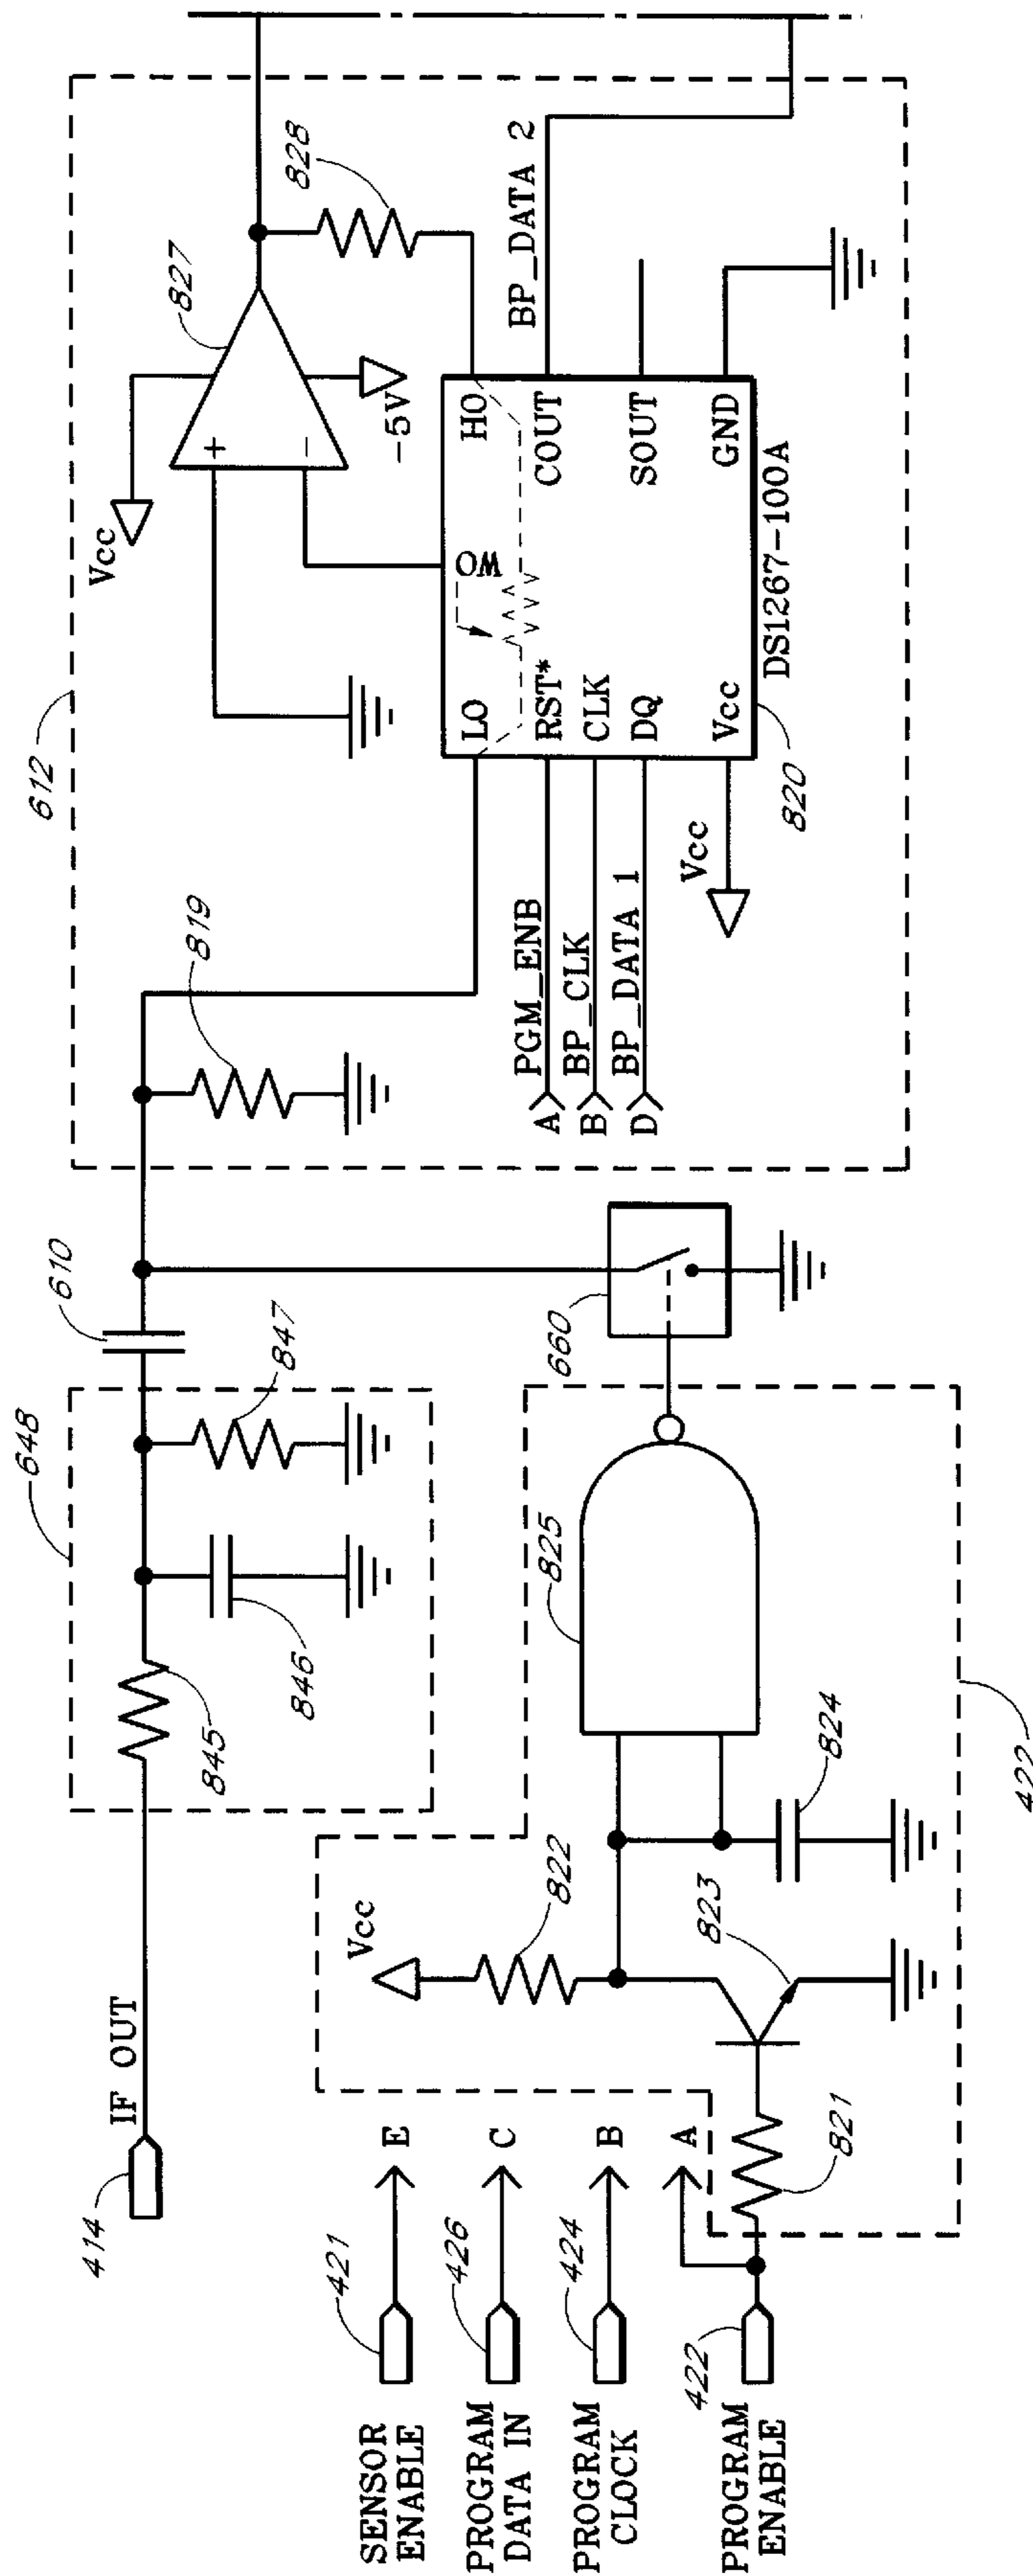 414
IF OUT
648
845
846
847
610
612
819
Vcc
827
+
−
-5V
828
LO
WO
HO
RST*
COUT
CLK
DQ
SOUT
Vcc
GND
DS1267-100A
820
Vcc
A
PGM_ENB
B
BP_CLK
D
BP_DATA 1
BP_DATA 2
660
SENSOR
ENABLE
421
E
PROGRAM
DATA IN
426
C
PROGRAM
CLOCK
424
B
PROGRAM
ENABLE
422
A
821
Vcc
822
823
824
825
422